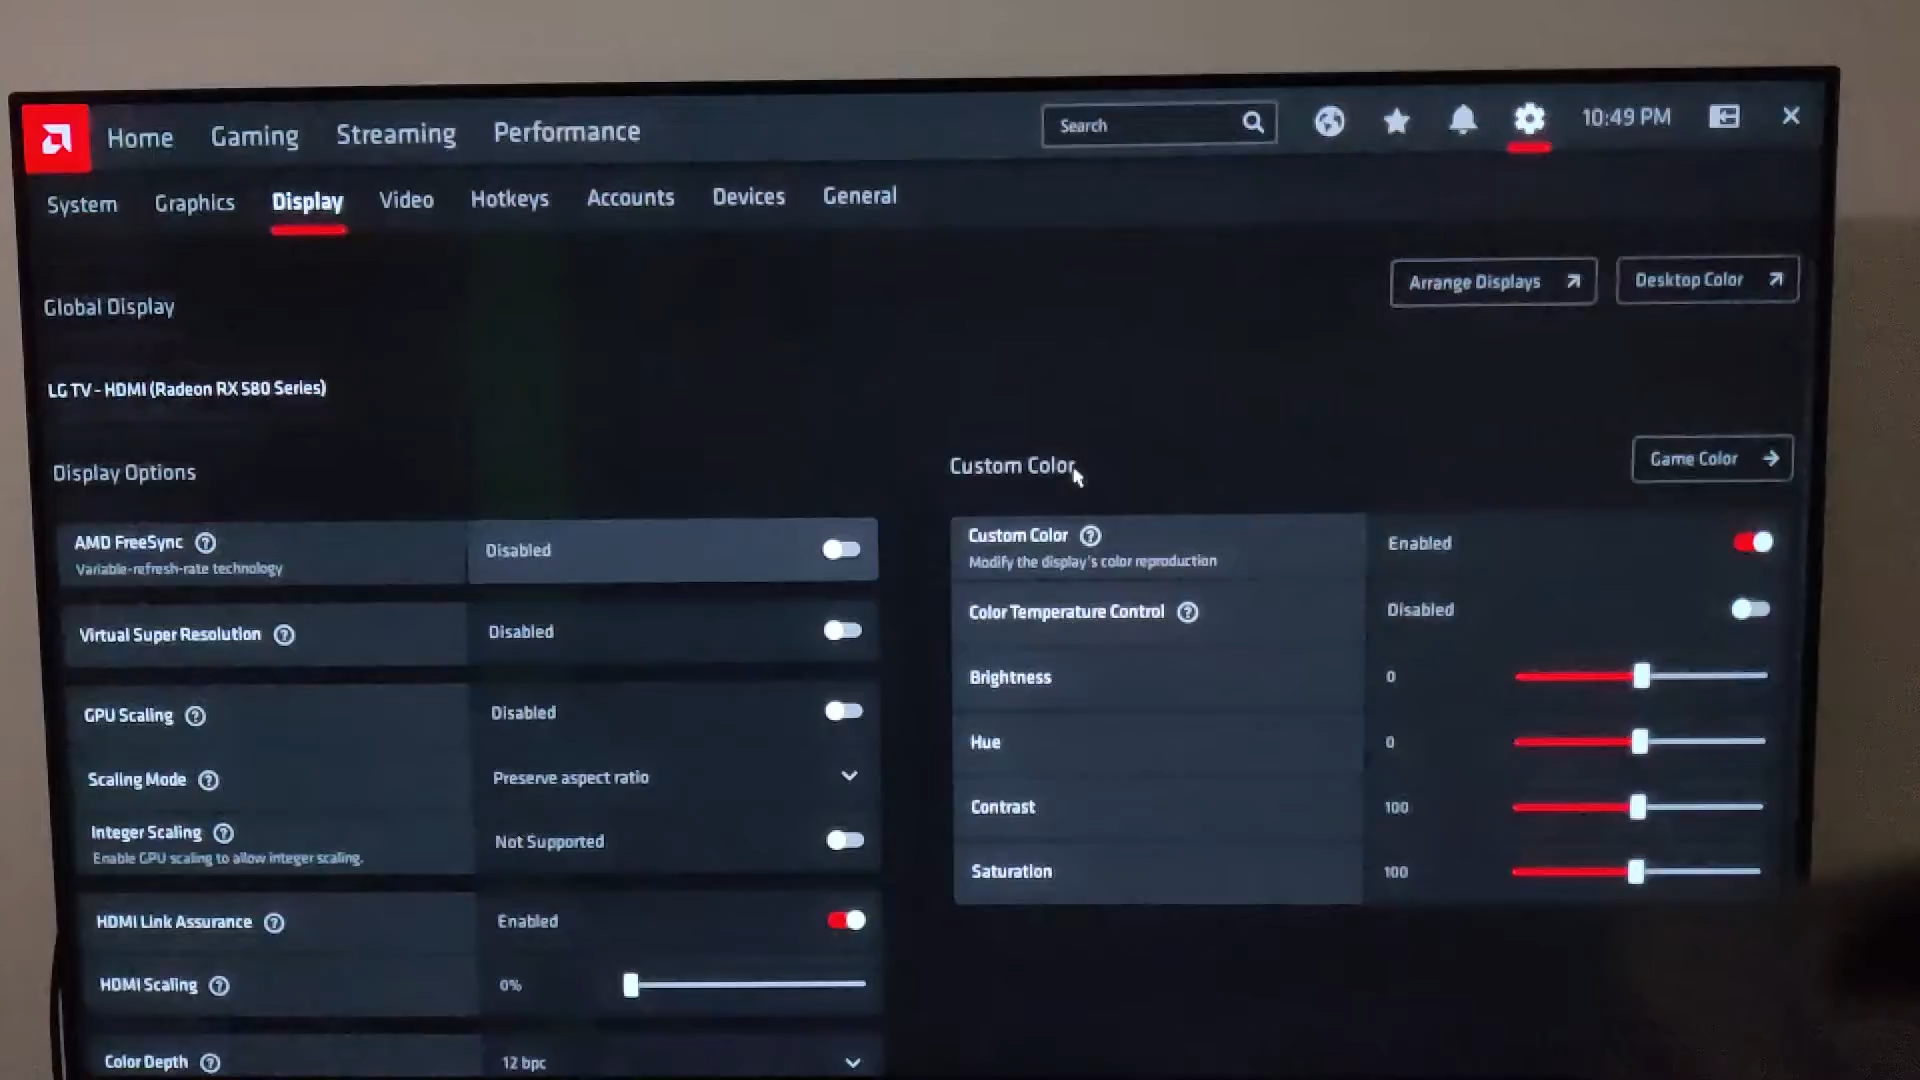 Home Gaming Streaming Performance Search 10:49 PM
System Graphics Display Video Hotkeys Accounts Devices General
Arrange Displays Desktop Color
Global Display
LG TV - HDMI (Radeon RX 580 Series)
Display Options
AMD FreeSync Disabled
Variable-refresh-rate technology
Virtual Super Resolution Disabled
GPU Scaling Disabled
Scaling Mode Preserve aspect ratio
Integer Scaling Not Supported
Enable GPU scaling to allow integer scaling.
HDMI Link Assurance Enabled
HDMI Scaling 0%
Color Depth 12 bpc
Custom Color Game Color
Custom Color Enabled
Modify the display's color reproduction
Color Temperature Control Disabled
Brightness 0
Hue 0
Contrast 100
Saturation 100